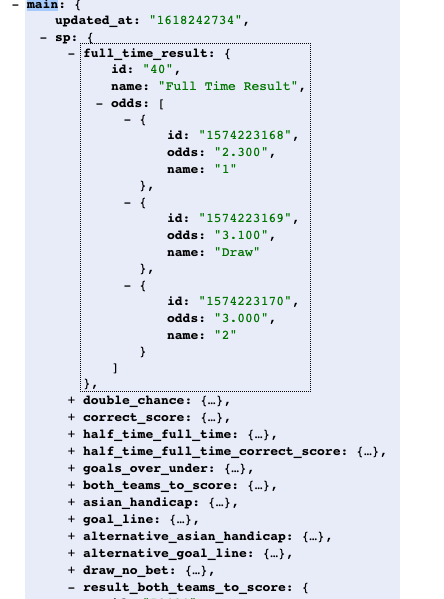 - main: {
updated_at: "1618242734",
- sp: {
- full_time_result: {
id: "40",
name: "Full Time Result",
- odds: [
- {
id: "1574223168",
odds: "2.300",
name: "1"
},
- {
id: "1574223169",
odds: "3.100",
name: "Draw"
},
- {
id: "1574223170",
odds: "3.000",
name: "2"
}
]
},
+ double_chance: {…},
+ correct_score: {…},
+ half_time_full_time: {…},
+ half_time_full_time_correct_score: {…},
+ goals_over_under: {…},
+ both_teams_to_score: {…},
+ asian_handicap: {…},
+ goal_line: {…},
+ alternative_asian_handicap: {…},
+ alternative_goal_line: {…},
+ draw_no_bet: {…},
- result_both_teams_to_score: {